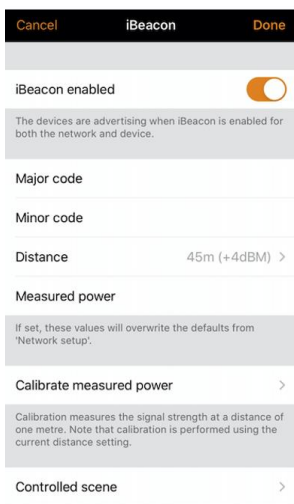 Cancel iBeacon Done
iBeacon enabled
The devices are advertising when iBeacon is enabled for
both the network and device.
Major code
Minor code
Distance 45m (+4dBM) >
Measured power
If set, these values will overwrite the defaults from
'Network setup'.
Calibrate measured power >
Calibration measures the signal strength at a distance of
one metre. Note that calibration is performed using the
current distance setting.
Controlled scene >